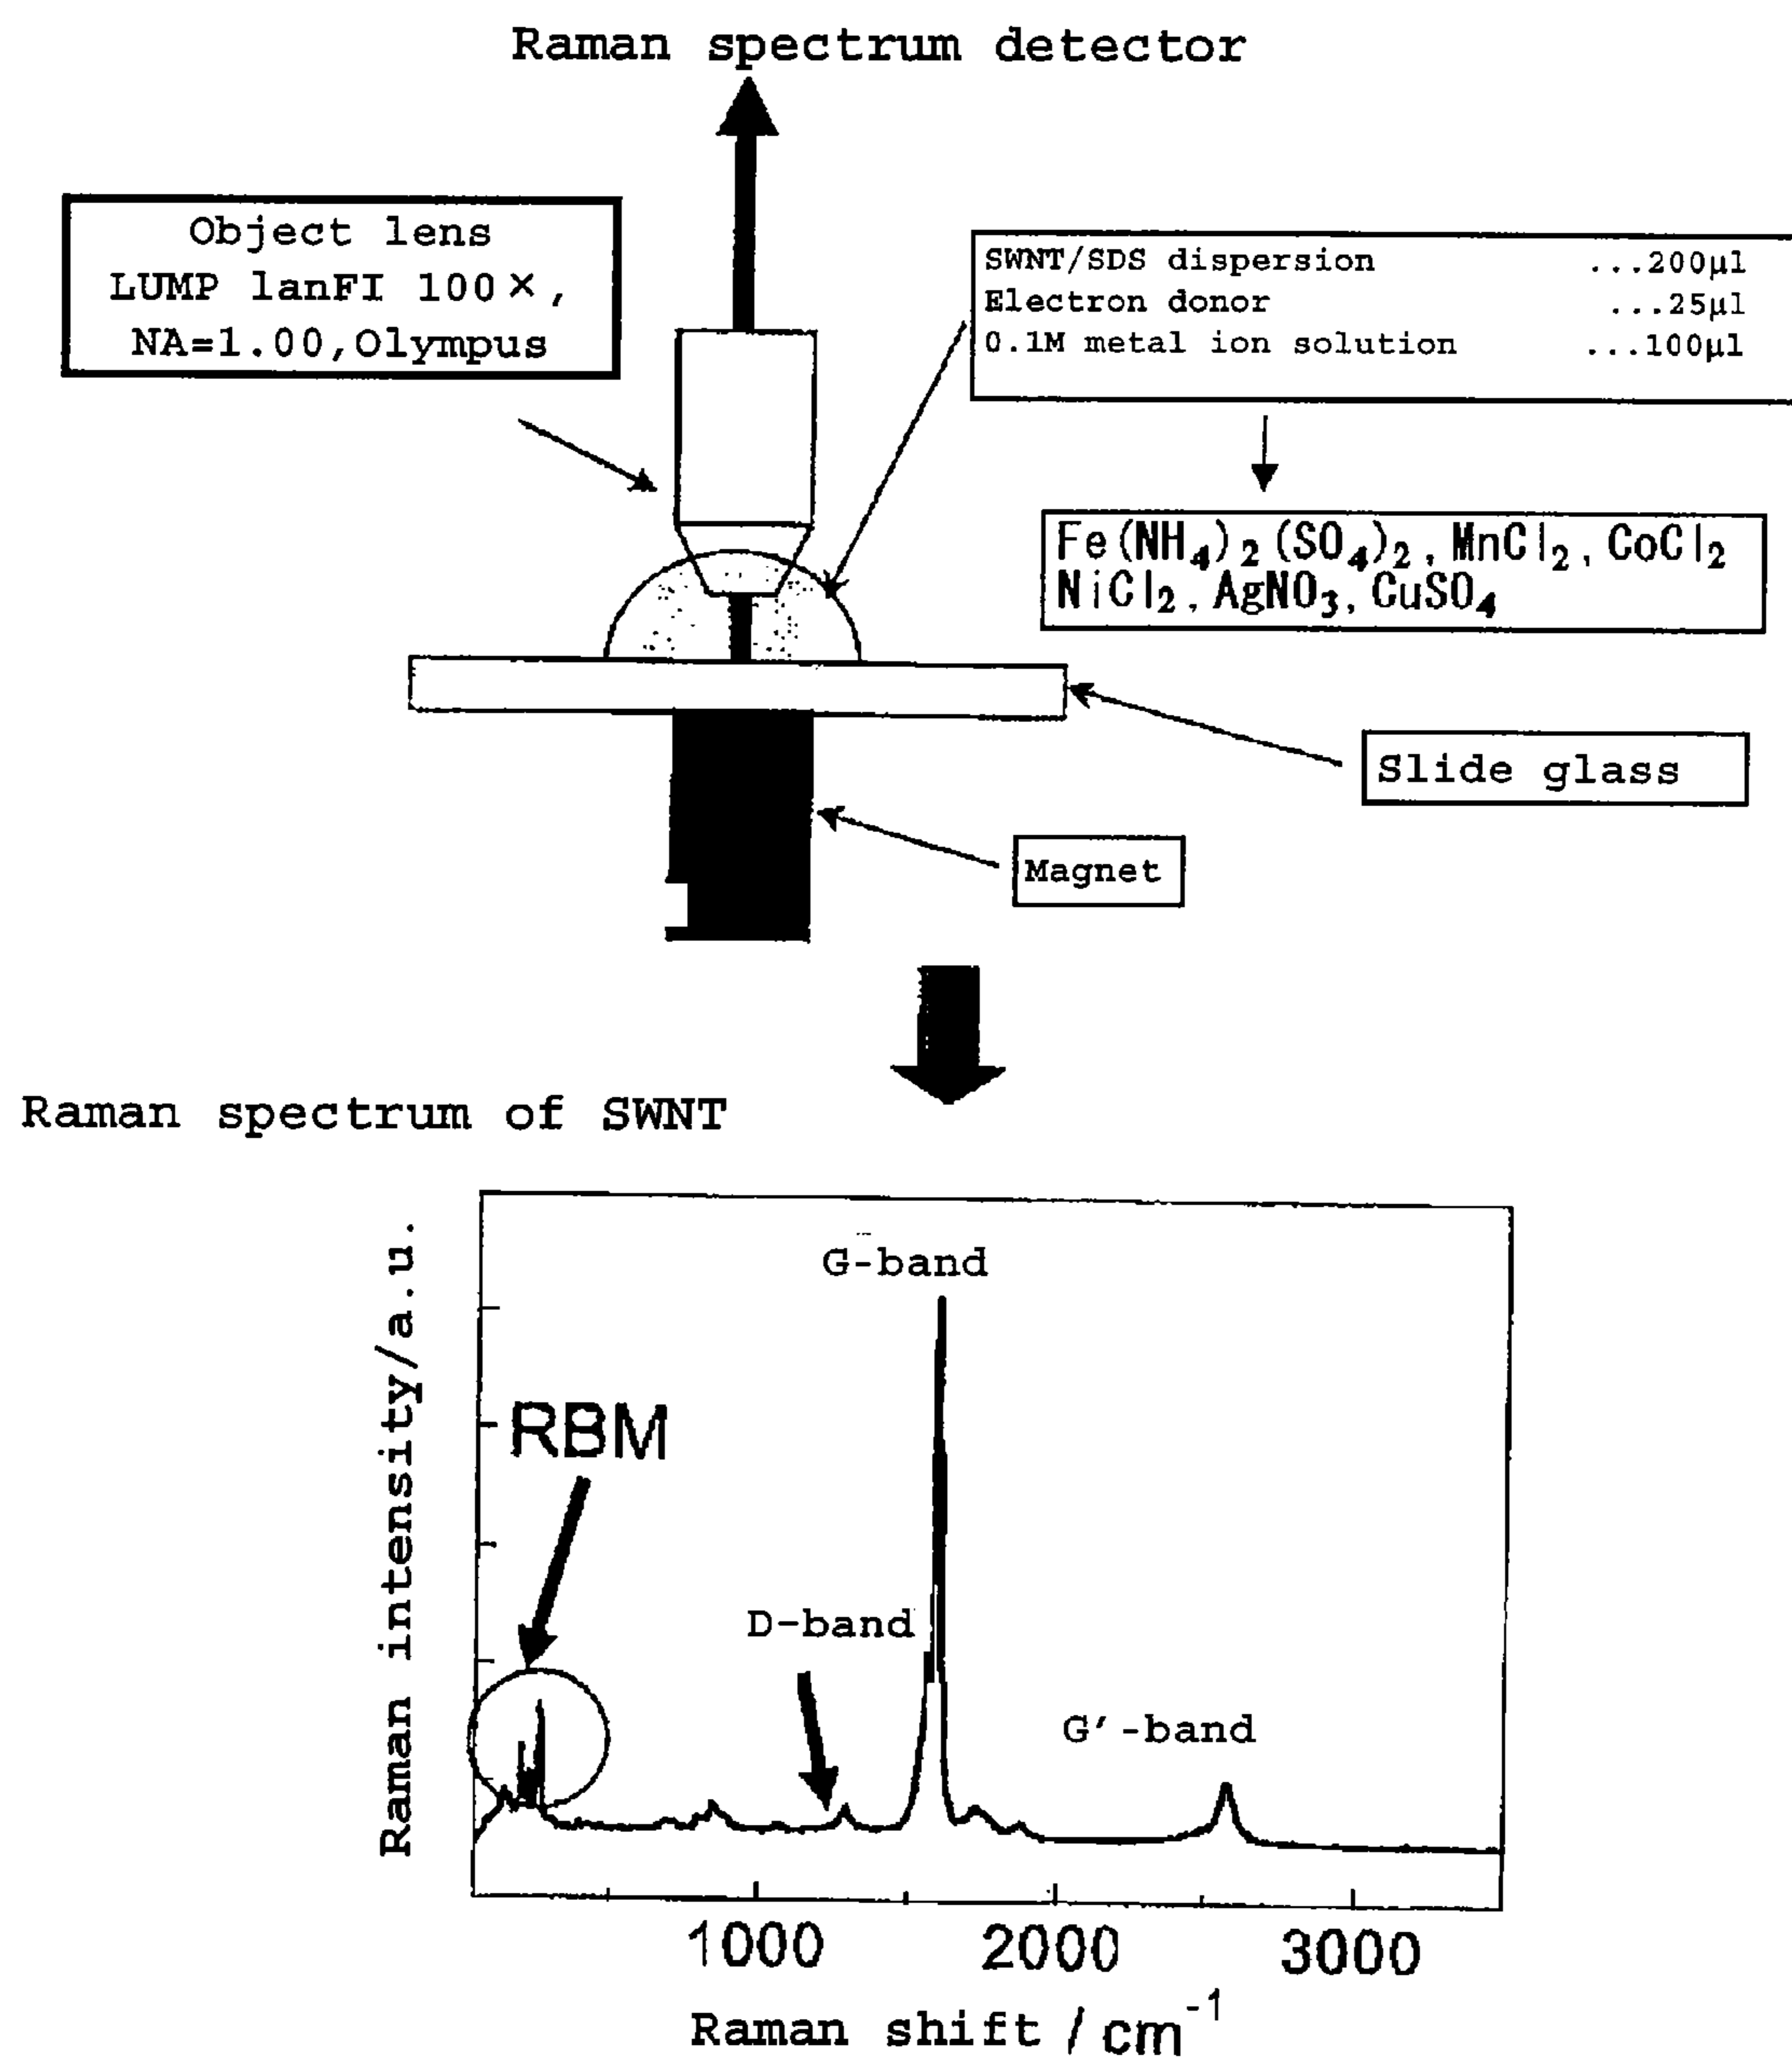 Raman spectrum detector
Object lens
LUMP lanFI 100×,
NA=1.00,Olympus
SWNT/SDS dispersion ...200µl
Electron donor ...25µl
0.1M metal ion solution ...100µl
Fe(NH₄)₂(SO₄)₂, MnCl₂, CoCl₂
NiCl₂, AgNO₃, CuSO₄
Slide glass
Magnet
Raman spectrum of SWNT
G-band
RBM
D-band
G′-band
Raman intensity/a.u.
1000 2000 3000
Raman shift / cm⁻¹